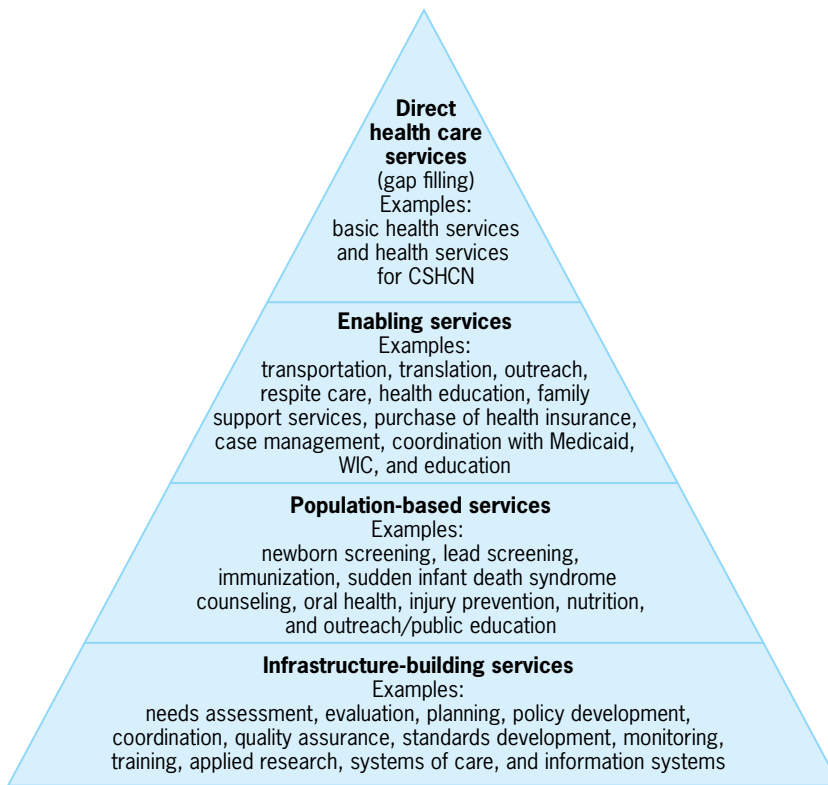 Direct
health care
services
(gap filling)
Examples:
basic health services
and health services
for CSHCN
Enabling services
Examples:
transportation, translation, outreach,
respite care, health education, family
support services, purchase of health insurance,
case management, coordination with Medicaid,
WIC, and education
Population-based services
Examples:
newborn screening, lead screening,
immunization, sudden infant death syndrome
counseling, oral health, injury prevention, nutrition,
and outreach/public education
Infrastructure-building services
Examples:
needs assessment, evaluation, planning, policy development,
coordination, quality assurance, standards development, monitoring,
training, applied research, systems of care, and information systems